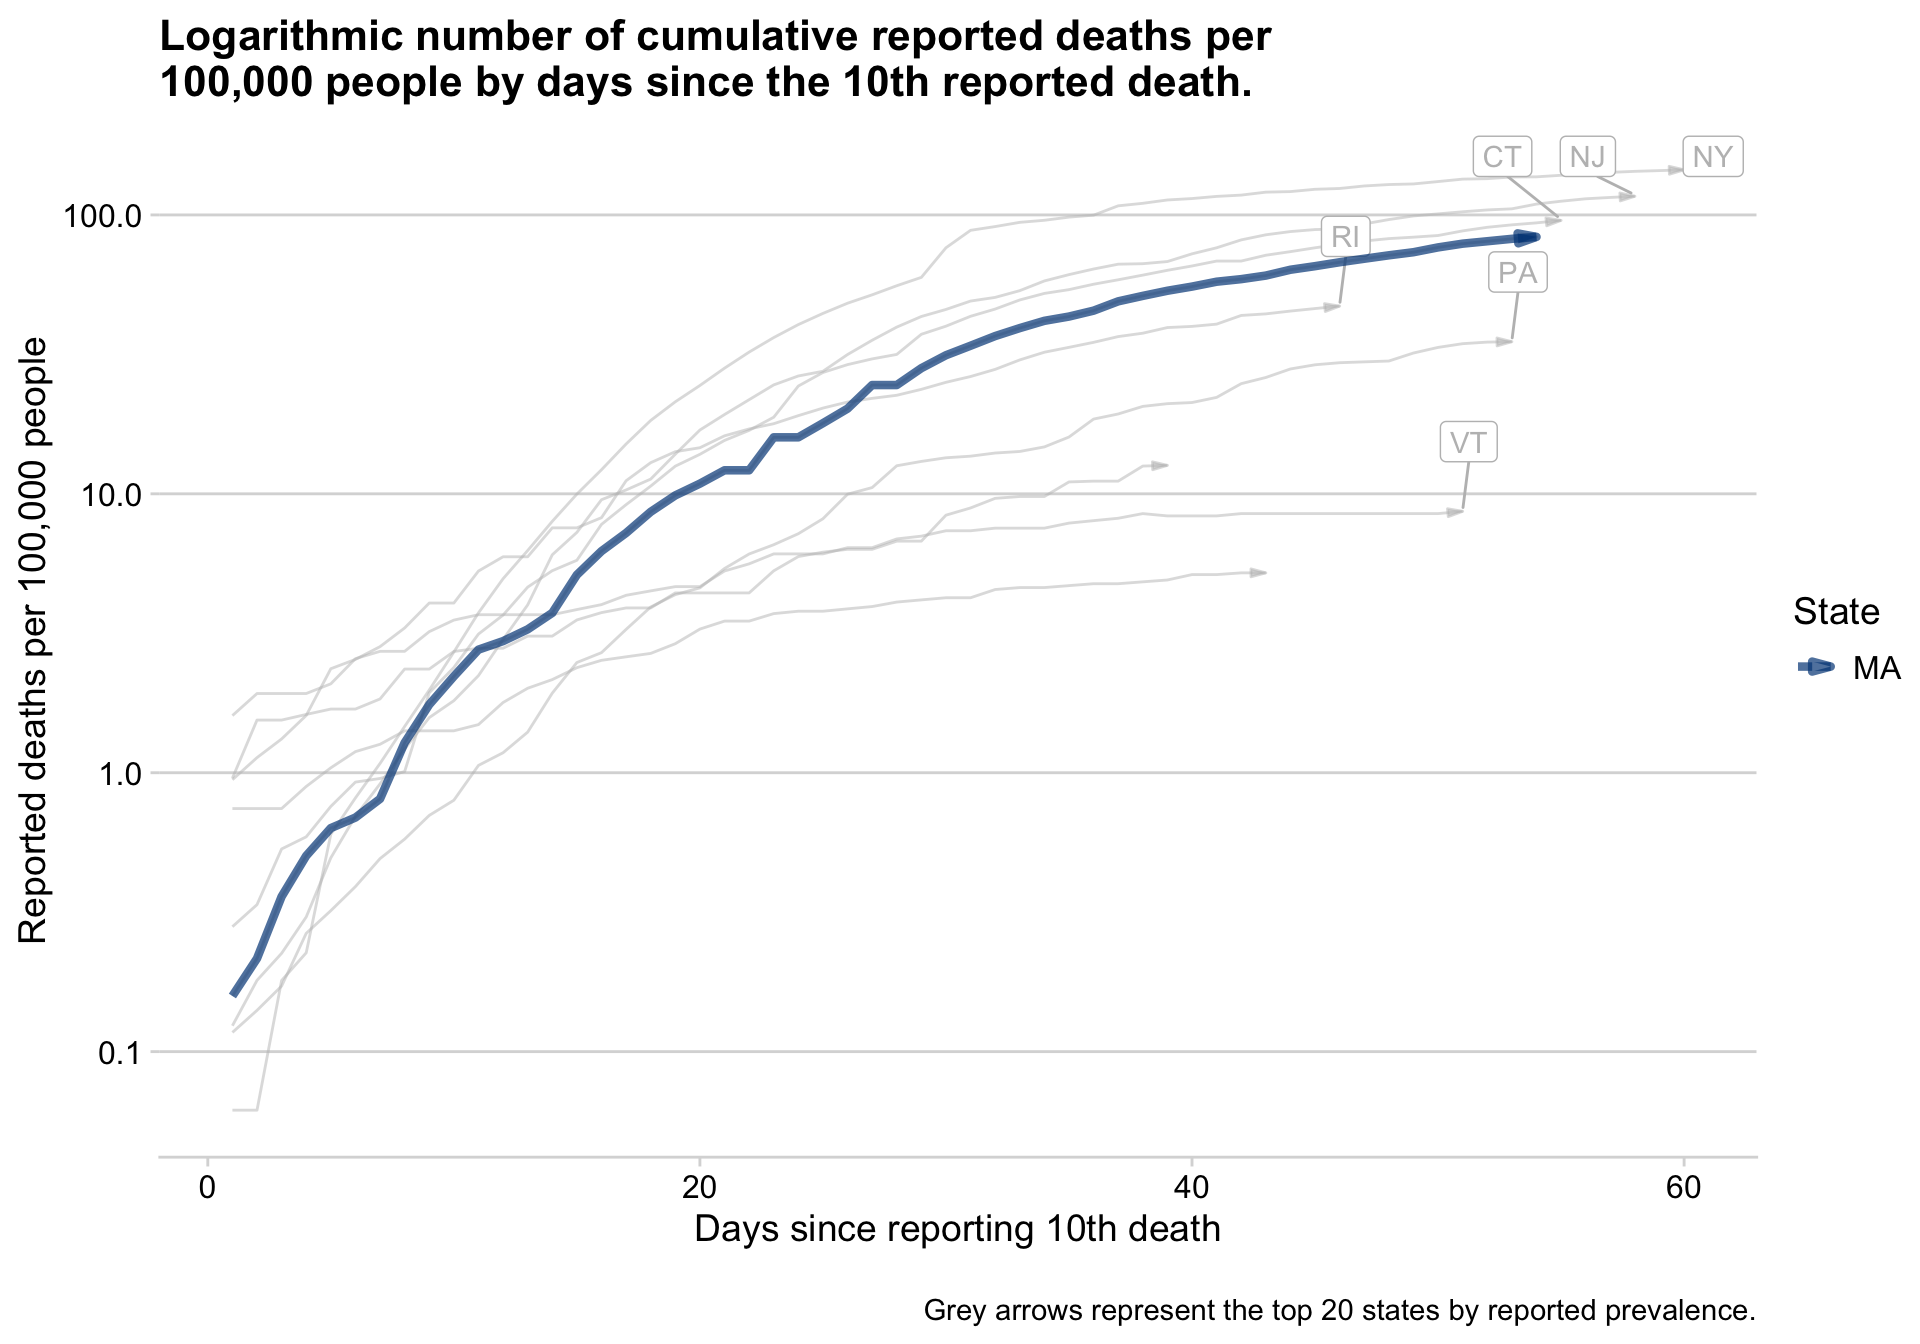 Logarithmic number of cumulative reported deaths per
100,000 people by days since the 10th reported death.
CT
NJ
NY
RI
PA
VT
100.0
10.0
1.0
0.1
Reported deaths per 100,000 people
0
20
40
60
Days since reporting 10th death
State
MA
Grey arrows represent the top 20 states by reported prevalence.